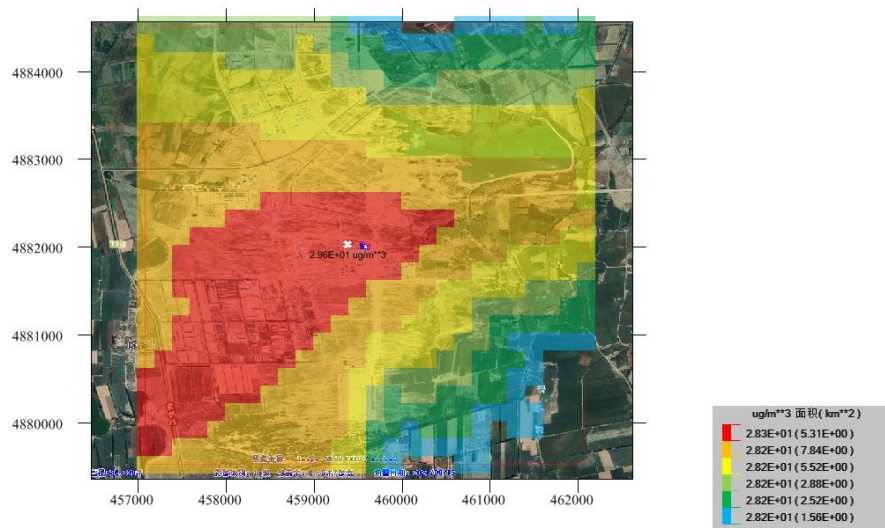 4884000
4883000
4882000
2.96E+01 ug/m**3
4881000
4880000
457000
458000
459000
460000
461000
462000
ug/m**3 面积( km**2 )
2.83E+01 ( 5.31E+00 )
2.82E+01 ( 7.84E+00 )
2.82E+01 ( 5.52E+00 )
2.82E+01 ( 2.88E+00 )
2.82E+01 ( 2.52E+00 )
2.82E+01 ( 1.56E+00 )